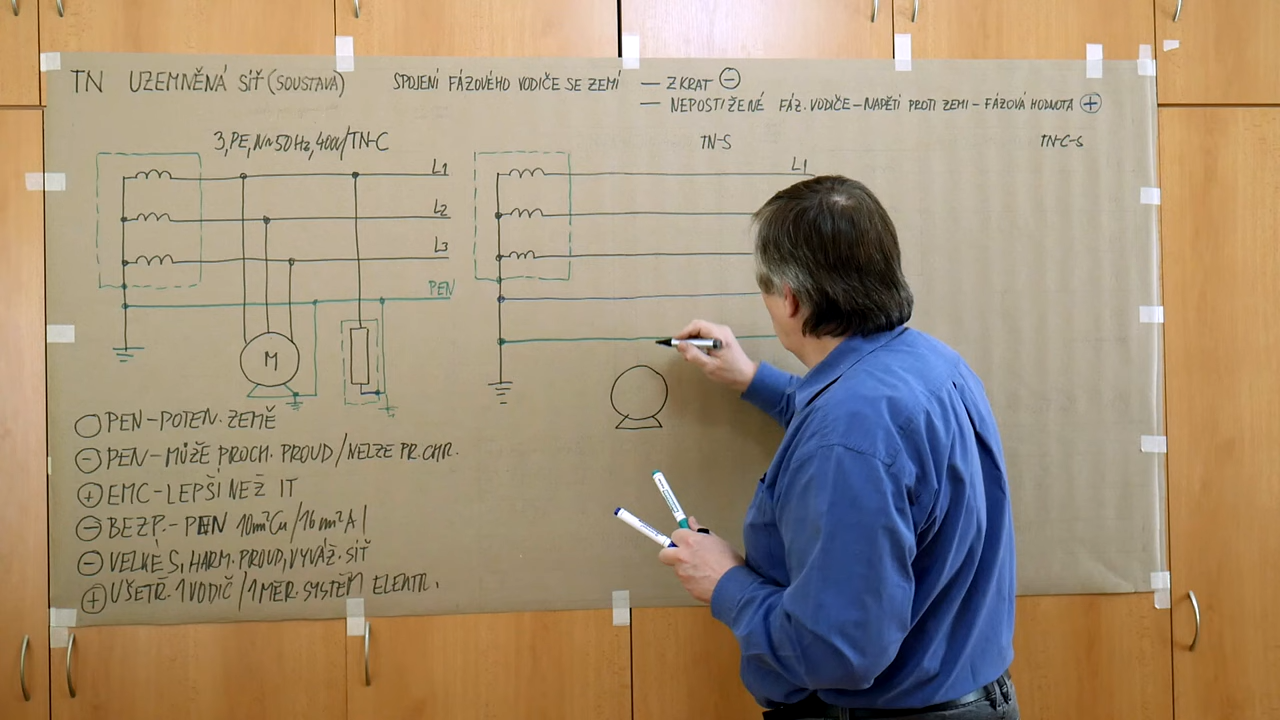 TN UZEMNĚNÁ SÍŤ (SOUSTAVA) SPOJENÍ FÁZOVÉHO VODIČE SE ZEMÍ — ZKRAT ⊖
— NEPOSTIŽENÉ FÁZ. VODIČE – NAPĚTÍ PROTI ZEMI – FÁZOVÁ HODNOTA ⊕
3, PE, N ~ 50Hz, 400V/TN-C
TN-S
TN-C-S
L1
L2
L3
PEN
M
L1
PEN – POTEN. ZEMĚ
⊖ PEN – MŮŽE PROCH. PROUD / NELZE PR. CHR.
⊕ EMC – LEPŠÍ NEŽ IT
⊖ BEZP. – PEN 10mm²Cu / 16mm²Al
⊖ VELKÉ S, HARM. PROUD, VYVÁŽ. SÍŤ
⊕ UŠETŘ. 1 VODIČ / 1 MĚR. SYSTÉM ELEKTR.